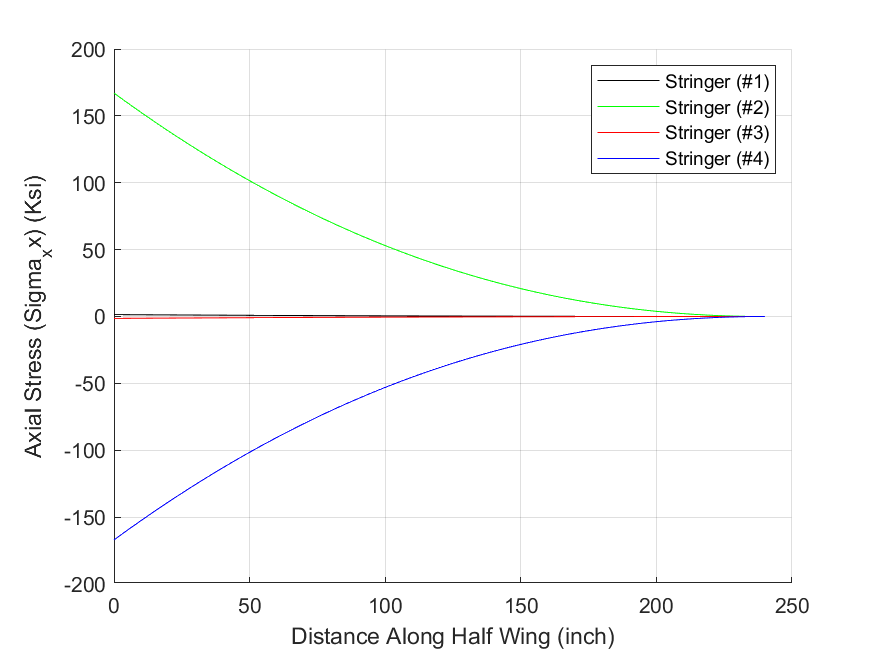 200
150
100
50
0
-50
-100
-150
-200
0 50 100 150 200 250
Distance Along Half Wing (inch)
Axial Stress (Sigma_xx) (Ksi)
Stringer (#1)
Stringer (#2)
Stringer (#3)
Stringer (#4)